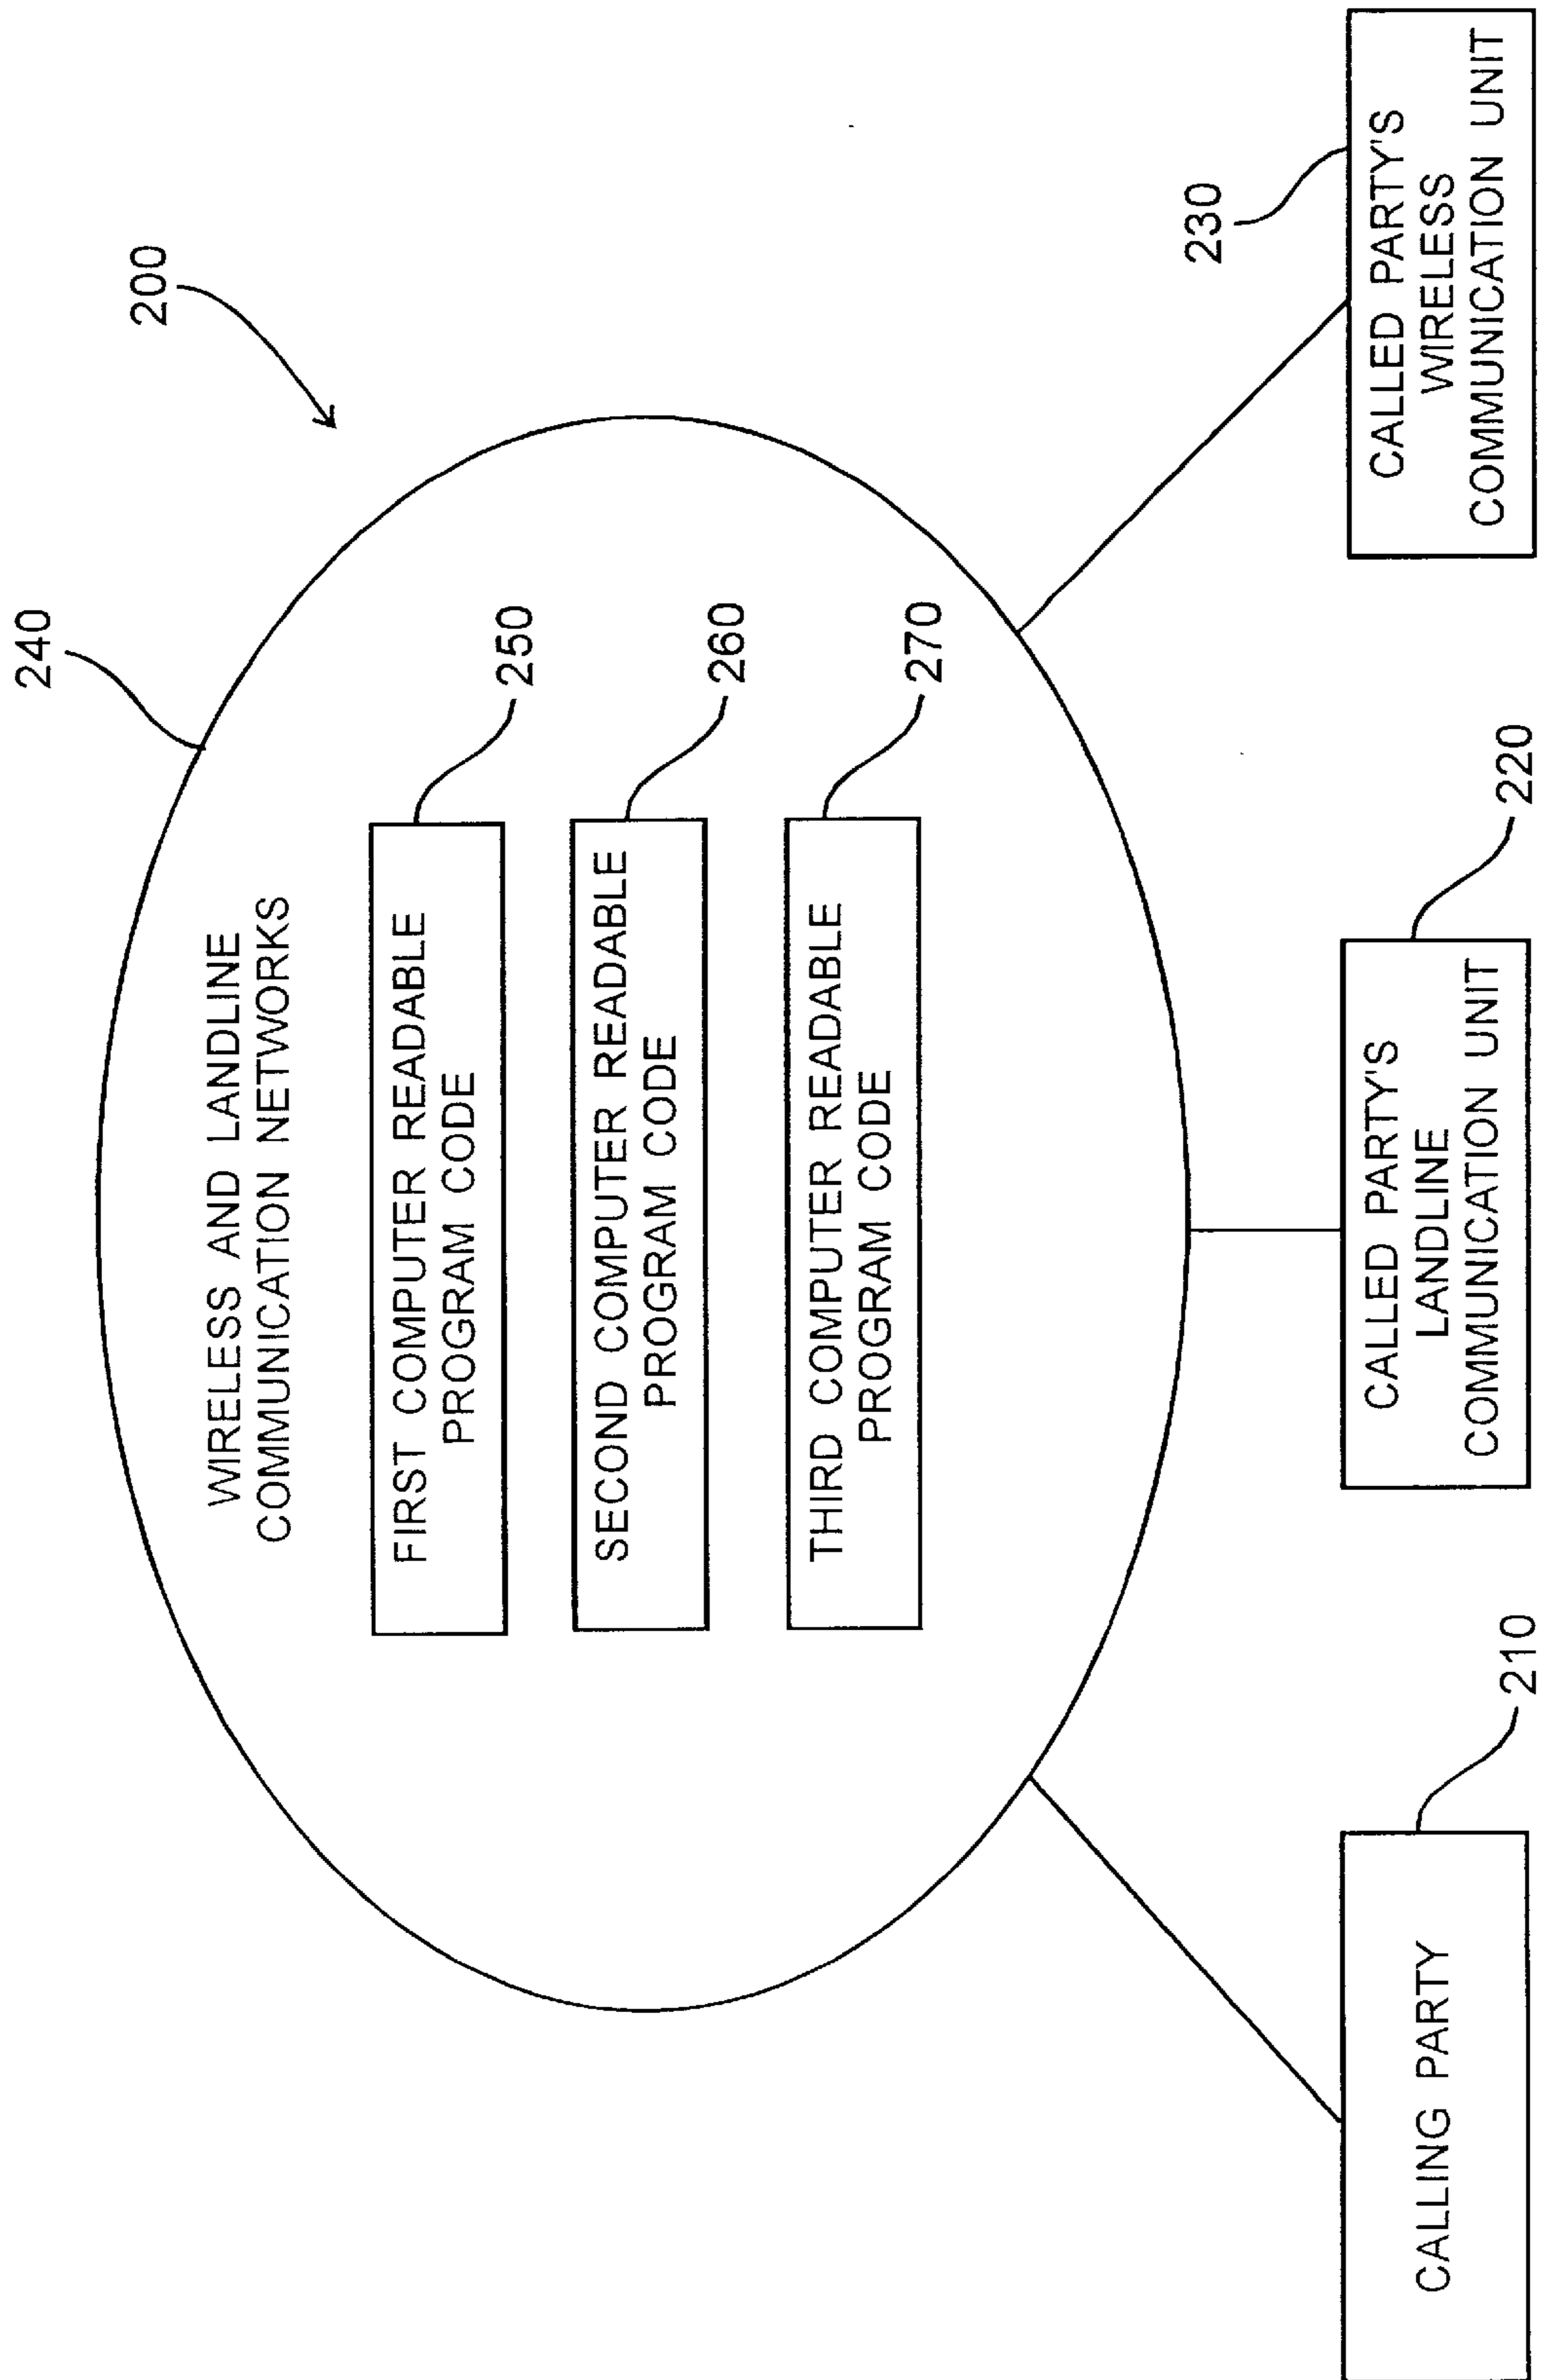 240
200
WIRELESS AND LANDLINE
COMMUNICATION NETWORKS
250
FIRST COMPUTER READABLE
PROGRAM CODE
260
SECOND COMPUTER READABLE
PROGRAM CODE
270
THIRD COMPUTER READABLE
PROGRAM CODE
210
CALLING PARTY
220
CALLED PARTY'S
LANDLINE
COMMUNICATION UNIT
230
CALLED PARTY'S
WIRELESS
COMMUNICATION UNIT